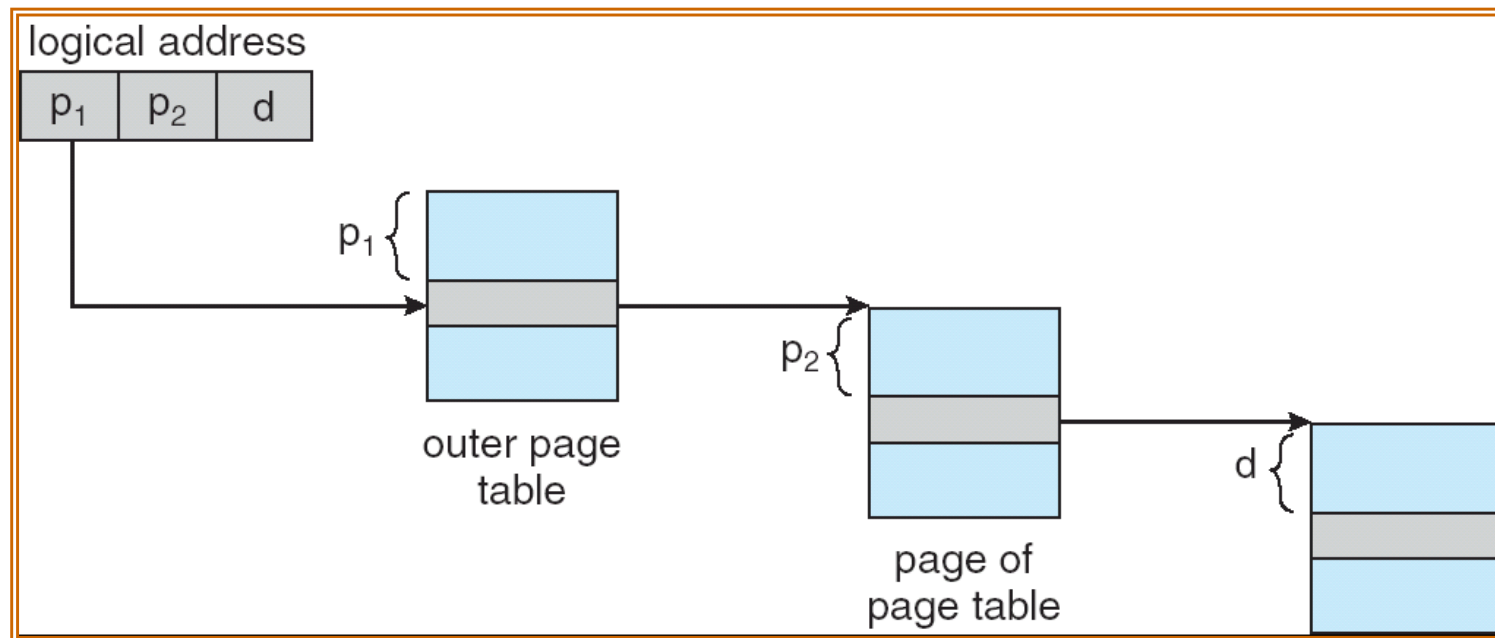 logical address
p₁ p₂ d
p₁
outer page
table
p₂
page of
page table
d